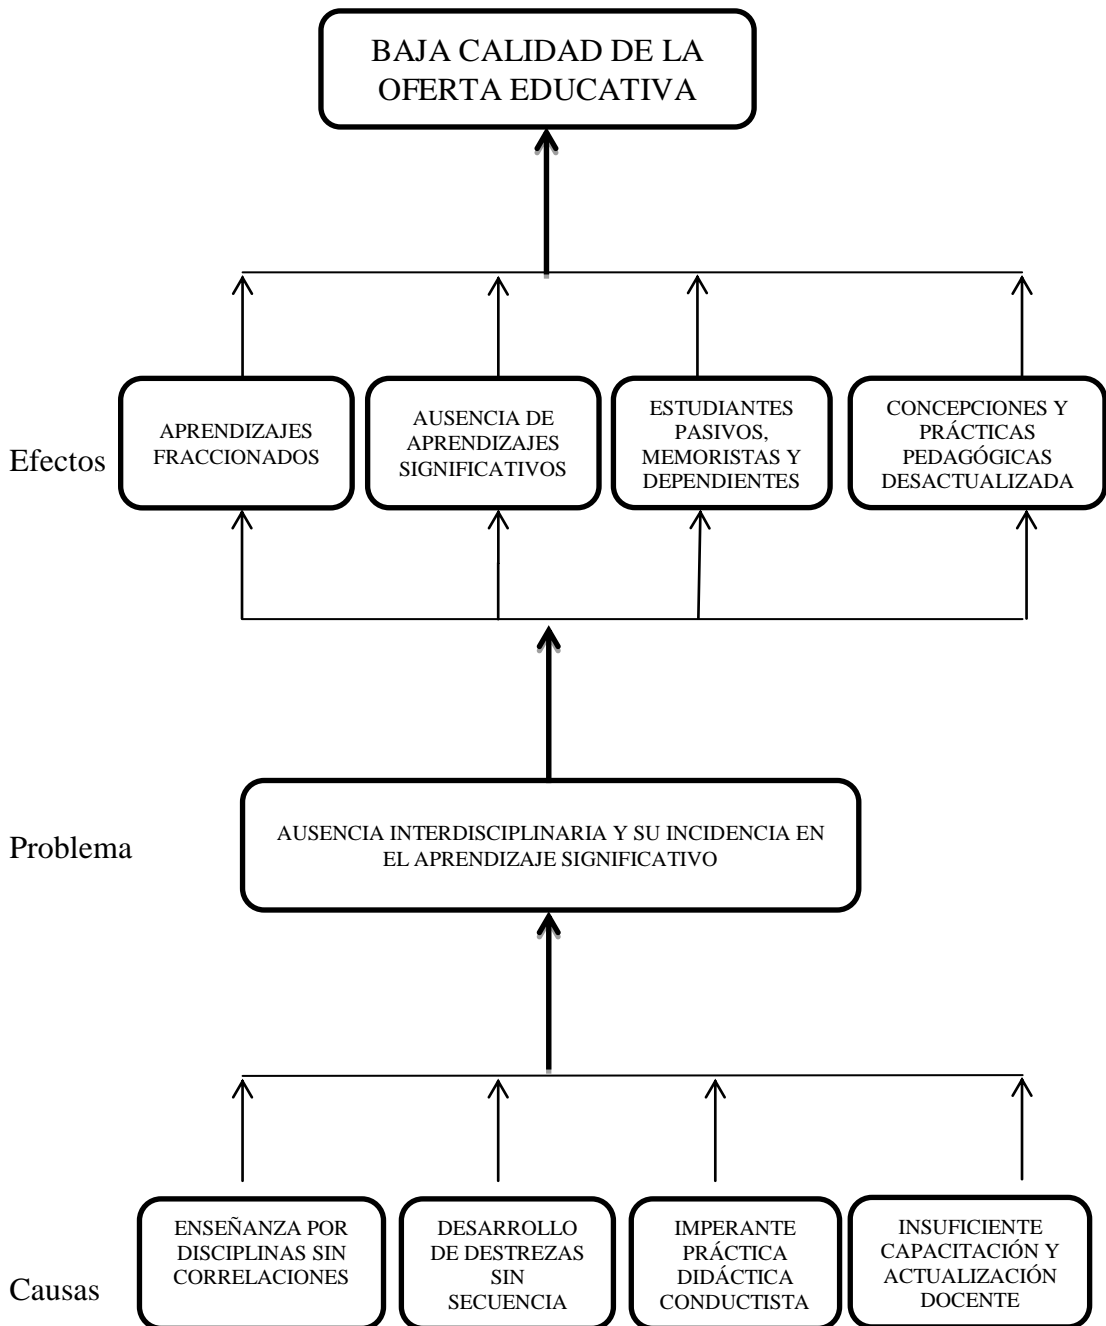 BAJA CALIDAD DE LA
OFERTA EDUCATIVA
Efectos
APRENDIZAJES
FRACCIONADOS
AUSENCIA DE
APRENDIZAJES
SIGNIFICATIVOS
ESTUDIANTES
PASIVOS,
MEMORISTAS Y
DEPENDIENTES
CONCEPCIONES Y
PRÁCTICAS
PEDAGÓGICAS
DESACTUALIZADA
Problema
AUSENCIA INTERDISCIPLINARIA Y SU INCIDENCIA EN
EL APRENDIZAJE SIGNIFICATIVO
Causas
ENSEÑANZA POR
DISCIPLINAS SIN
CORRELACIONES
DESARROLLO
DE DESTREZAS
SIN
SECUENCIA
IMPERANTE
PRÁCTICA
DIDÁCTICA
CONDUCTISTA
INSUFICIENTE
CAPACITACIÓN Y
ACTUALIZACIÓN
DOCENTE